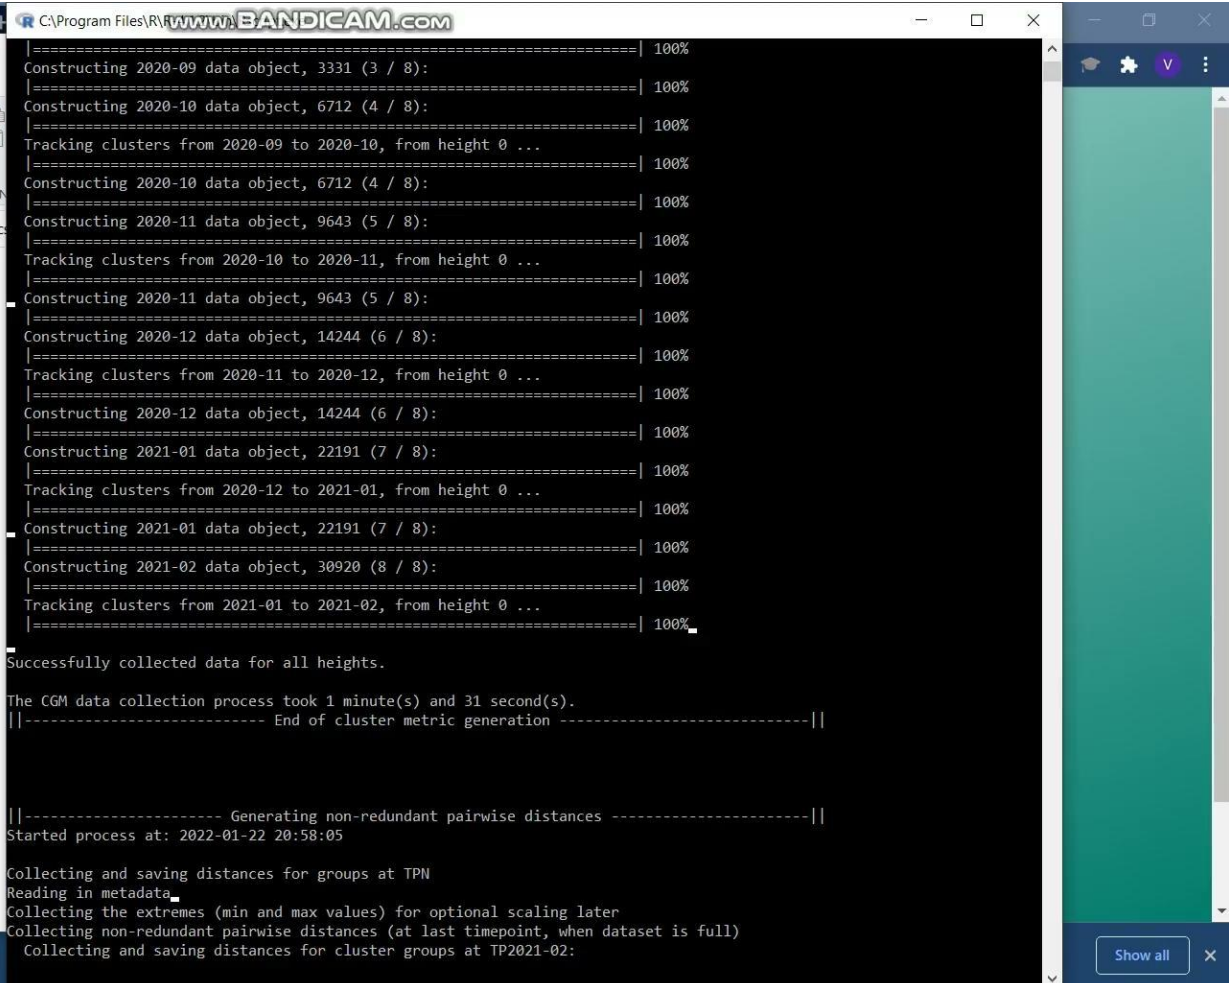 C:\Program Files\R\R
www.BANDICAM.com
|======================================================================| 100%
Constructing 2020-09 data object, 3331 (3 / 8):
|======================================================================| 100%
Constructing 2020-10 data object, 6712 (4 / 8):
|======================================================================| 100%
Tracking clusters from 2020-09 to 2020-10, from height 0 ...
|======================================================================| 100%
Constructing 2020-10 data object, 6712 (4 / 8):
|======================================================================| 100%
Constructing 2020-11 data object, 9643 (5 / 8):
|======================================================================| 100%
Tracking clusters from 2020-10 to 2020-11, from height 0 ...
|======================================================================| 100%
Constructing 2020-11 data object, 9643 (5 / 8):
|======================================================================| 100%
Constructing 2020-12 data object, 14244 (6 / 8):
|======================================================================| 100%
Tracking clusters from 2020-11 to 2020-12, from height 0 ...
|======================================================================| 100%
Constructing 2020-12 data object, 14244 (6 / 8):
|======================================================================| 100%
Constructing 2021-01 data object, 22191 (7 / 8):
|======================================================================| 100%
Tracking clusters from 2020-12 to 2021-01, from height 0 ...
|======================================================================| 100%
Constructing 2021-01 data object, 22191 (7 / 8):
|======================================================================| 100%
Constructing 2021-02 data object, 30920 (8 / 8):
|======================================================================| 100%
Tracking clusters from 2021-01 to 2021-02, from height 0 ...
|======================================================================| 100%
Successfully collected data for all heights.
The CGM data collection process took 1 minute(s) and 31 second(s).
||---------------------------- End of cluster metric generation -----------------------------||
||----------------------- Generating non-redundant pairwise distances -----------------------||
Started process at: 2022-01-22 20:58:05
Collecting and saving distances for groups at TPN
Reading in metadata
Collecting the extremes (min and max values) for optional scaling later
Collecting non-redundant pairwise distances (at last timepoint, when dataset is full)
Collecting and saving distances for cluster groups at TP2021-02:
V
Show all